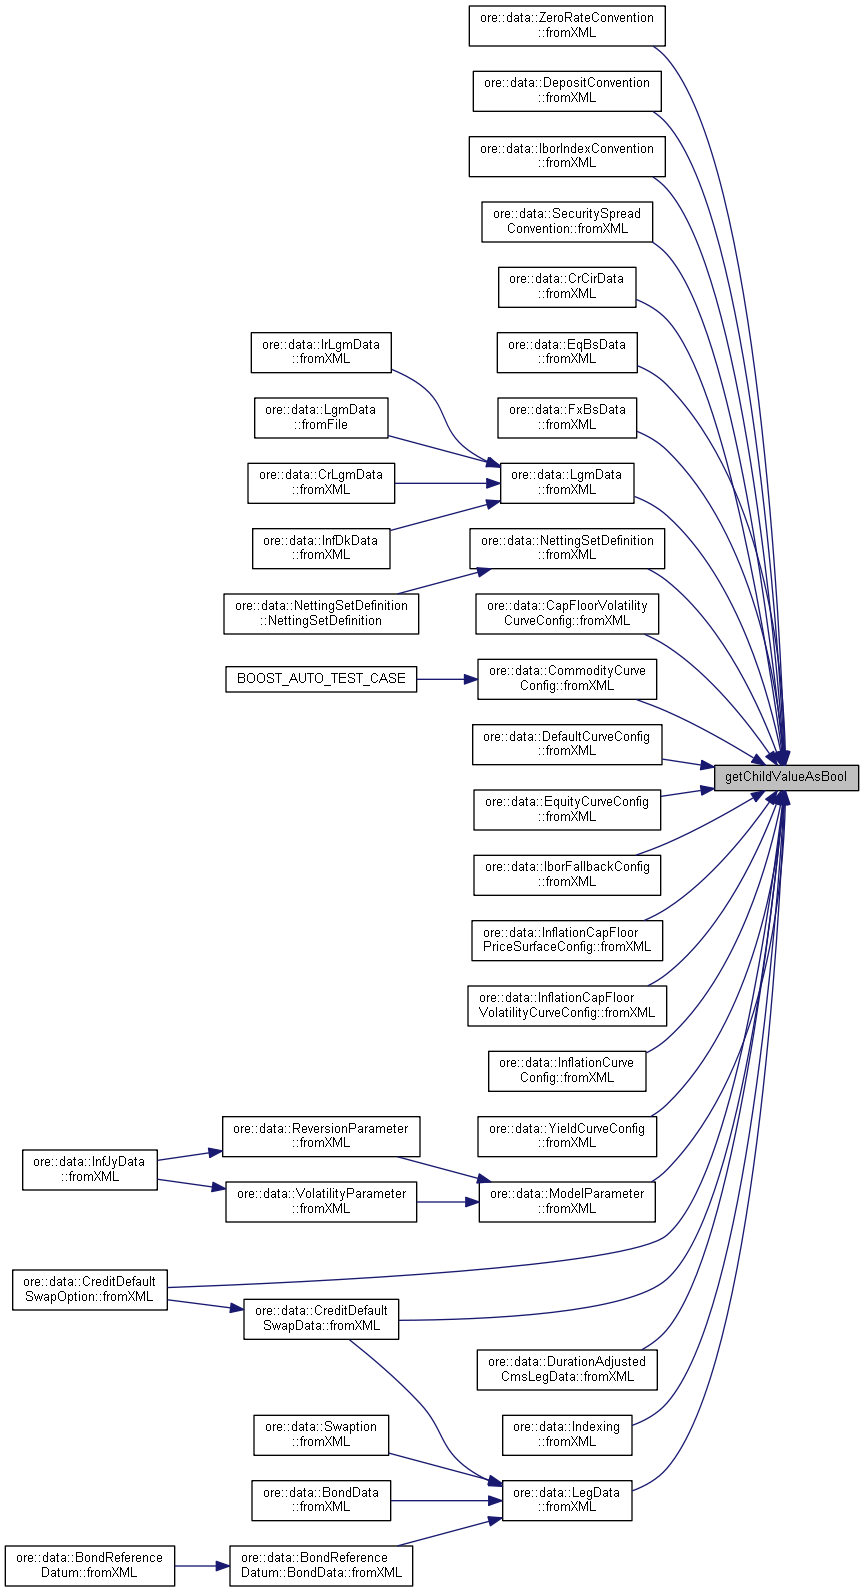 ore::data::ZeroRateConvention
::fromXML
ore::data::DepositConvention
::fromXML
ore::data::IborIndexConvention
::fromXML
ore::data::SecuritySpread
Convention::fromXML
ore::data::CrCirData
::fromXML
ore::data::IrLgmData
::fromXML
ore::data::EqBsData
::fromXML
ore::data::LgmData
::fromFile
ore::data::FxBsData
::fromXML
ore::data::CrLgmData
::fromXML
ore::data::LgmData
::fromXML
ore::data::InfDkData
::fromXML
ore::data::NettingSetDefinition
::fromXML
ore::data::NettingSetDefinition
::NettingSetDefinition
ore::data::CapFloorVolatility
CurveConfig::fromXML
BOOST_AUTO_TEST_CASE
ore::data::CommodityCurve
Config::fromXML
ore::data::DefaultCurveConfig
::fromXML
getChildValueAsBool
ore::data::EquityCurveConfig
::fromXML
ore::data::IborFallbackConfig
::fromXML
ore::data::InflationCapFloor
PriceSurfaceConfig::fromXML
ore::data::InflationCapFloor
VolatilityCurveConfig::fromXML
ore::data::InflationCurve
Config::fromXML
ore::data::ReversionParameter
::fromXML
ore::data::YieldCurveConfig
::fromXML
ore::data::InfJyData
::fromXML
ore::data::VolatilityParameter
::fromXML
ore::data::ModelParameter
::fromXML
ore::data::CreditDefault
SwapOption::fromXML
ore::data::CreditDefault
SwapData::fromXML
ore::data::DurationAdjusted
CmsLegData::fromXML
ore::data::Swaption
::fromXML
ore::data::Indexing
::fromXML
ore::data::BondData
::fromXML
ore::data::LegData
::fromXML
ore::data::BondReference
Datum::fromXML
ore::data::BondReference
Datum::BondData::fromXML